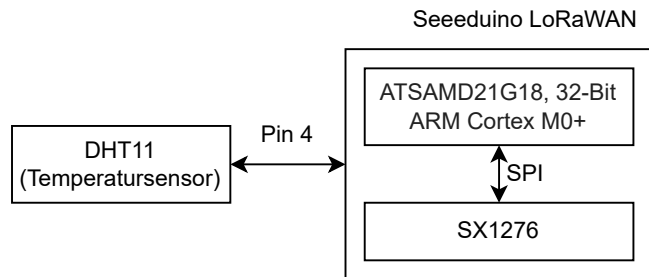 Seeeduino LoRaWAN
ATSAMD21G18, 32-Bit
ARM Cortex M0+
Pin 4
DHT11
(Temperatursensor)
SPI
SX1276